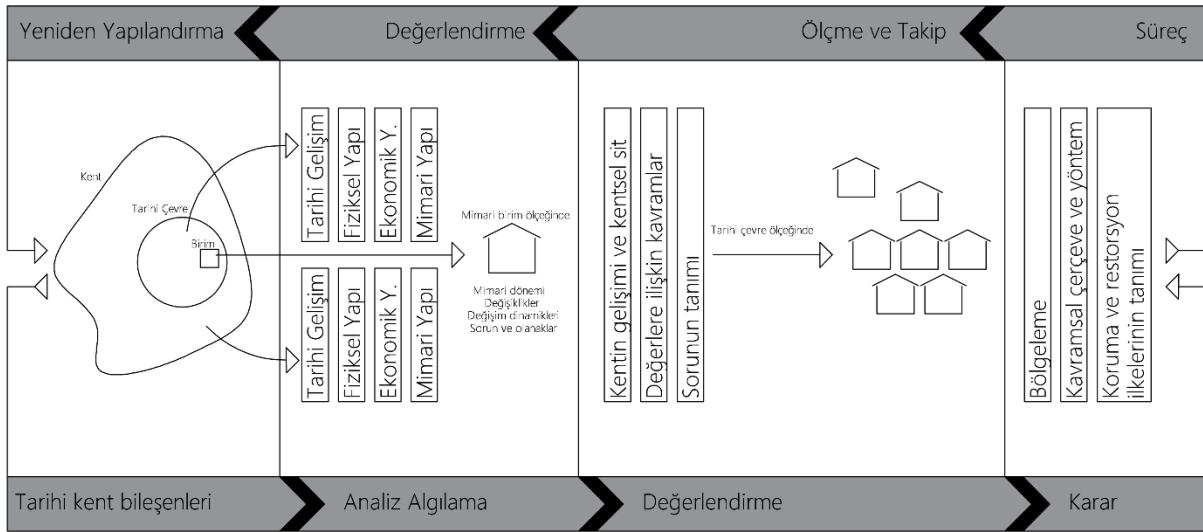 Yeniden Yapılandırma
Değerlendirme
Ölçme ve Takip
Süreç
Kent
Tarihi Çevre
Birim
Tarihi Gelişim
Fiziksel Yapı
Ekonomik Y.
Mimari Yapı
Tarihi Gelişim
Fiziksel Yapı
Ekonomik Y.
Mimari Yapı
Mimari birim ölçeğinde
Mimari dönemi
Değişiklikler
Değişim dinamikleri
Sorun ve olanaklar
Kentin gelişimi ve kentsel sit
Değerlere ilişkin kavramlar
Sorunun tanımı
Tarihi çevre ölçeğinde
Bölgeleme
Kavramsal çerçeve ve yöntem
Koruma ve restorsyon
ilkelerinin tanımı
Tarihi kent bileşenleri
Analiz Algılama
Değerlendirme
Karar